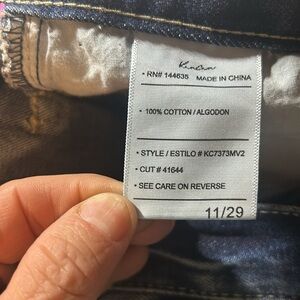 KanCan
• RN# 144635 MADE IN CHINA
• 100% COTTON / ALGODON
• STYLE / ESTILO # KC7373MV2
• CUT # 41644
• SEE CARE ON REVERSE
11/29